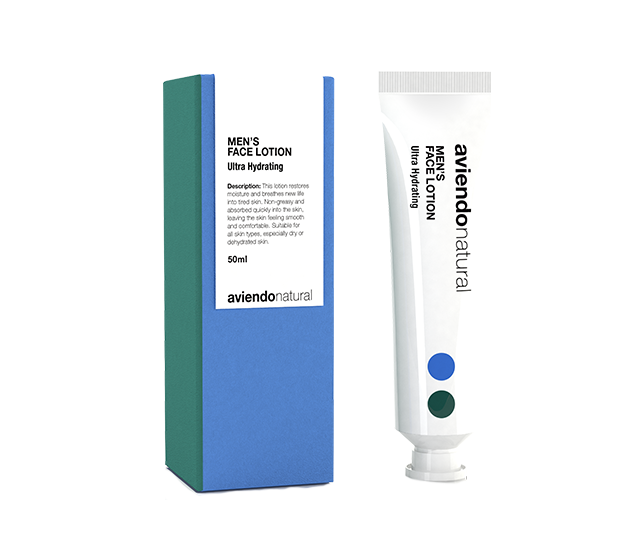 MEN'S
FACE LOTION
Ultra Hydrating
Description: This lotion restores
moisture and breathes new life
into tired skin. Non-greasy and
absorbed quickly into the skin,
leaving the skin feeling smooth
and comfortable. Suitable for
all skin types, especially dry or
dehydrated skin.
50ml
aviendonatural
aviendonatural
MEN'S
FACE LOTION
Ultra Hydrating